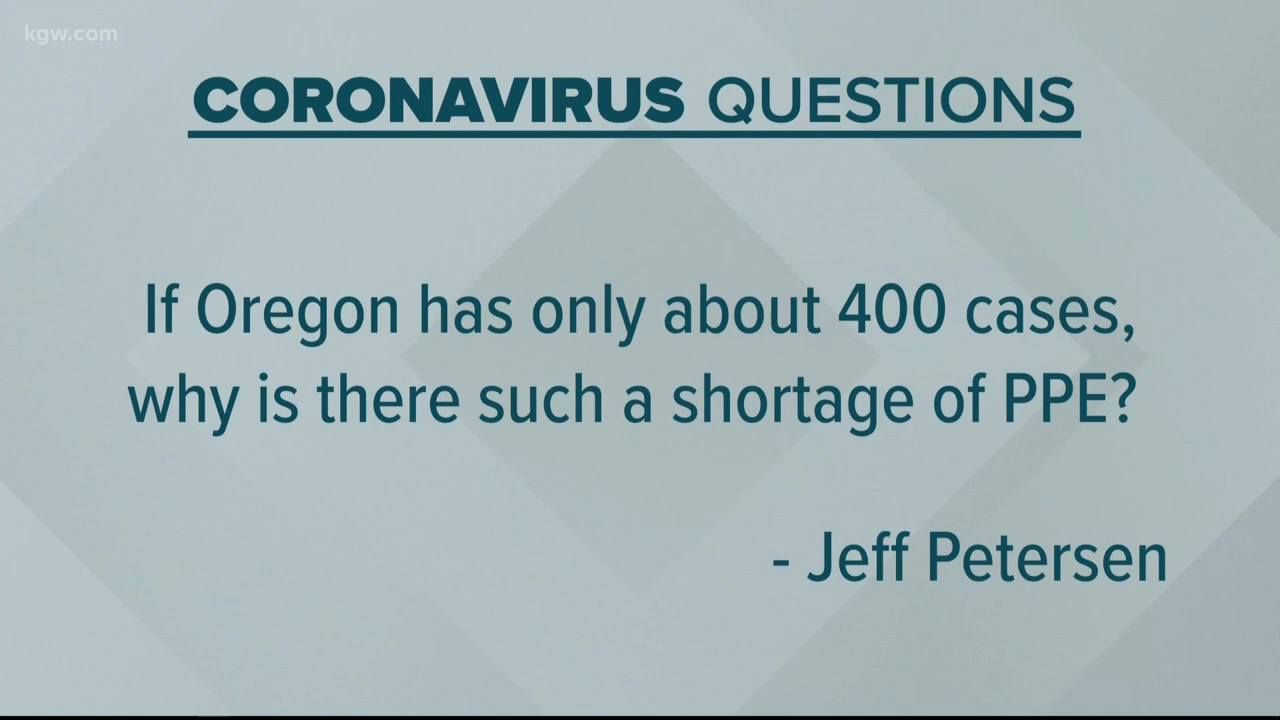 kgw.com
CORONAVIRUS QUESTIONS
If Oregon has only about 400 cases,
why is there such a shortage of PPE?
- Jeff Petersen